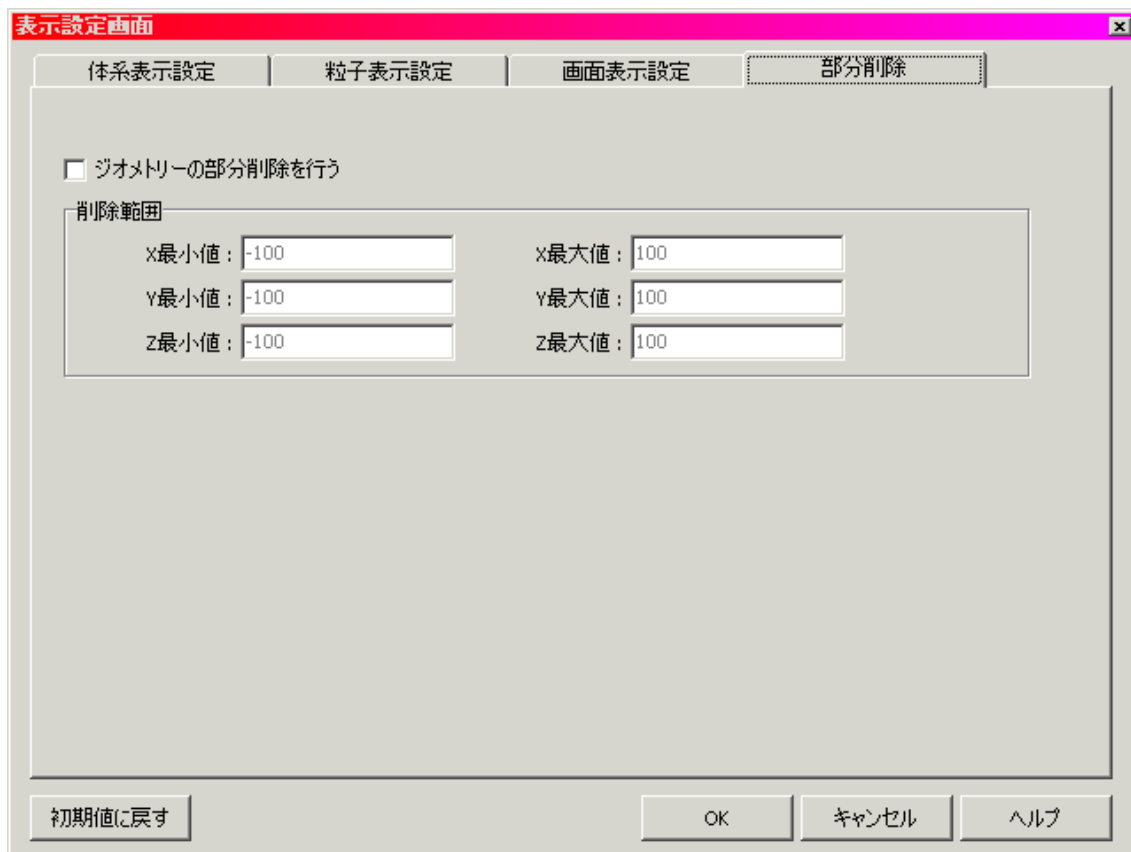 表示設定画面
体系表示設定 粒子表示設定 画面表示設定 部分削除
ジオメトリーの部分削除を行う
削除範囲
X最小値： -100 X最大値： 100
Y最小値： -100 Y最大値： 100
Z最小値： -100 Z最大値： 100
初期値に戻す OK キャンセル ヘルプ